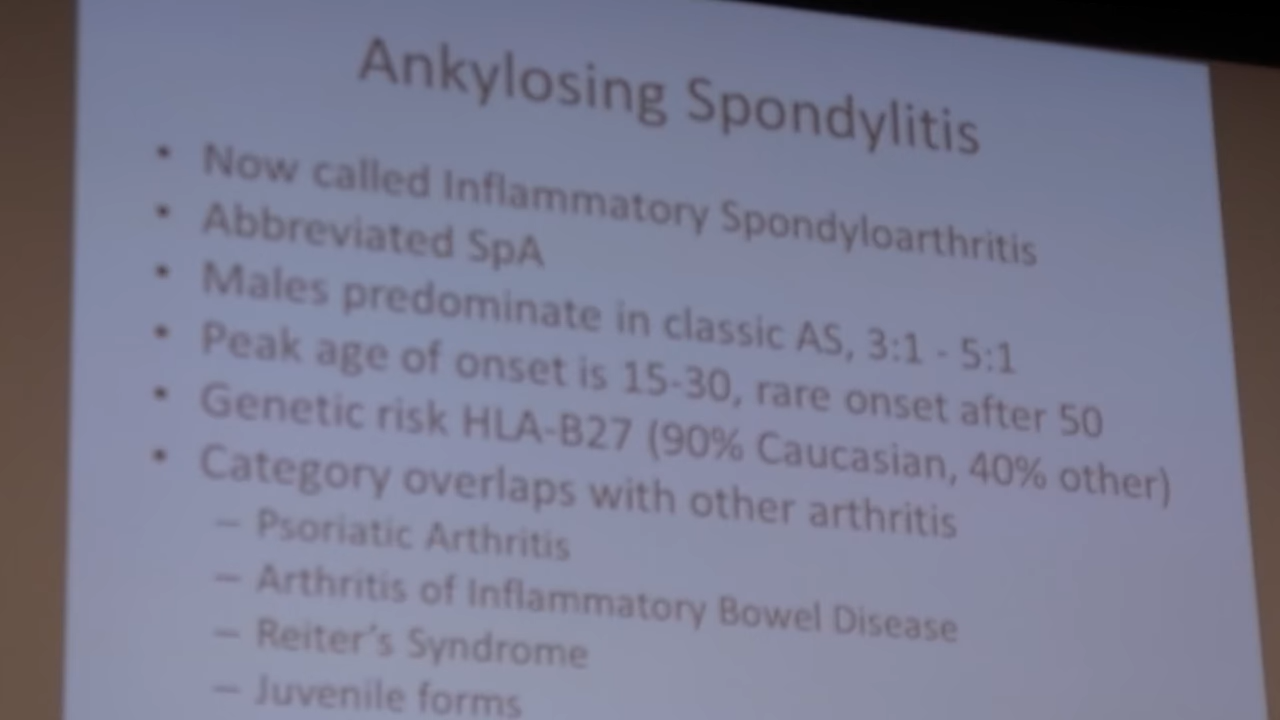 Ankylosing Spondylitis
• Now called Inflammatory Spondyloarthritis
• Abbreviated SpA
• Males predominate in classic AS, 3:1 - 5:1
• Peak age of onset is 15-30, rare onset after 50
• Genetic risk HLA-B27 (90% Caucasian, 40% other)
• Category overlaps with other arthritis
– Psoriatic Arthritis
– Arthritis of Inflammatory Bowel Disease
– Reiter's Syndrome
– Juvenile forms